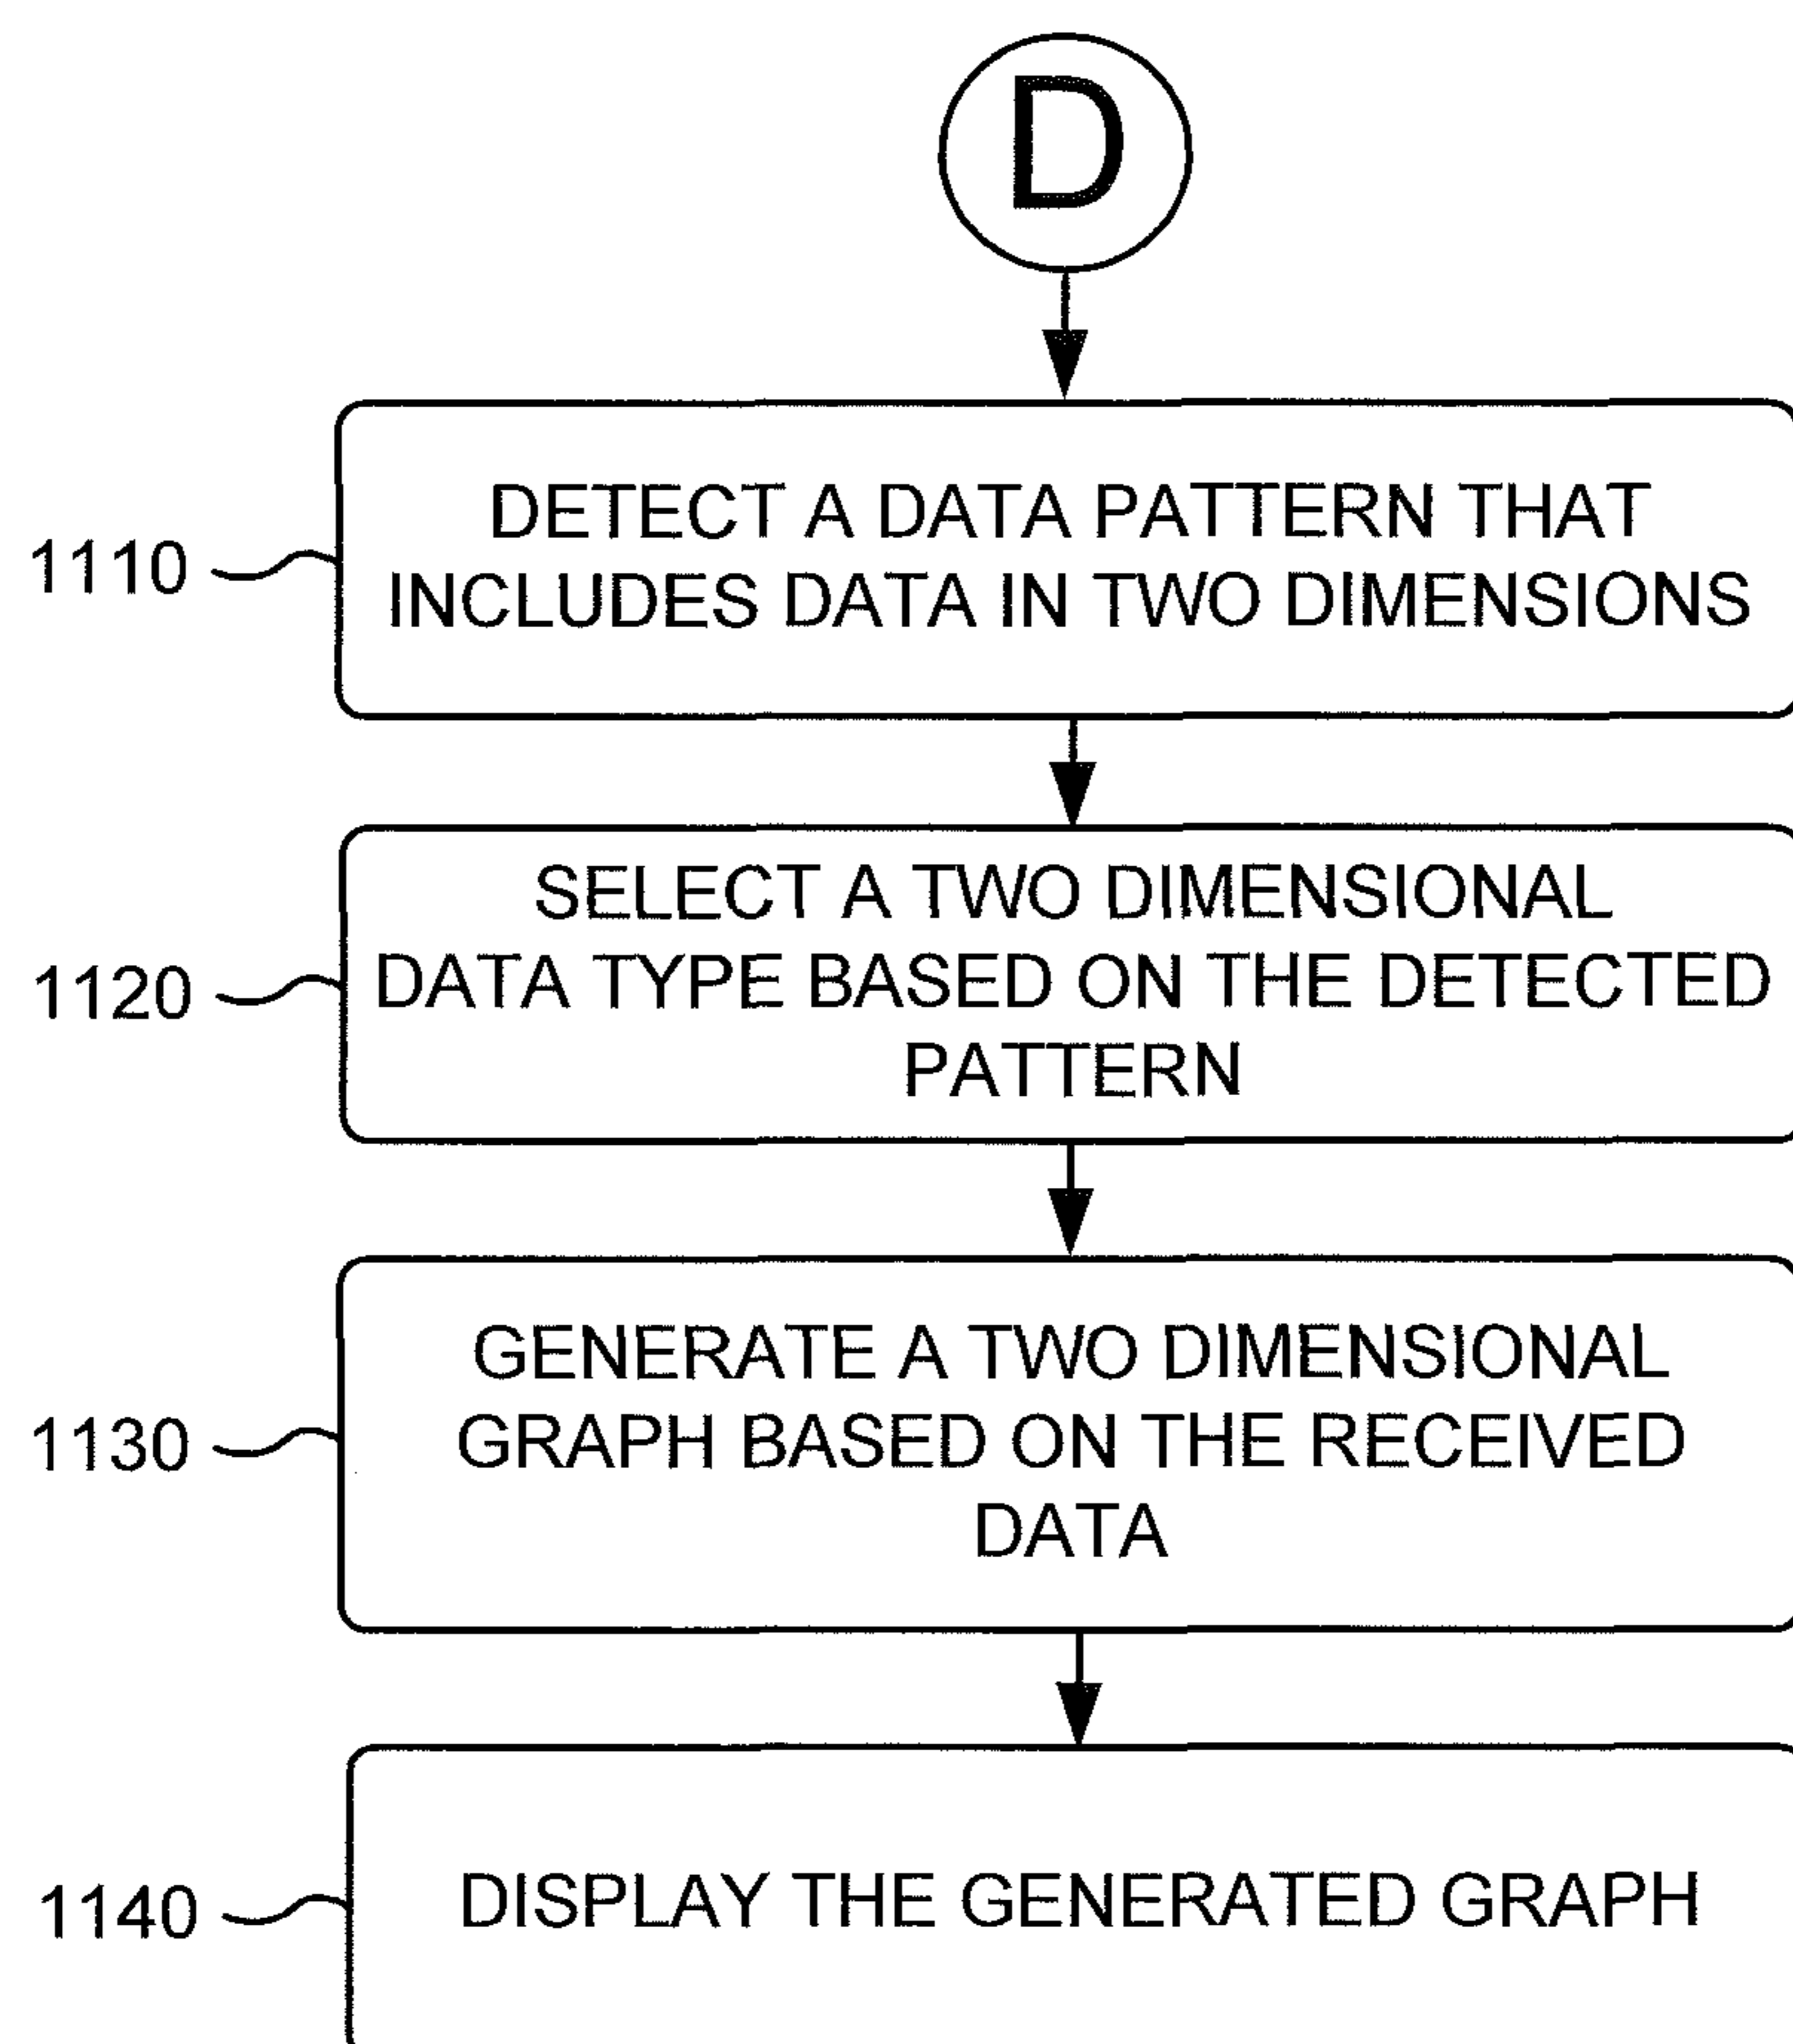 D
DETECT A DATA PATTERN THAT
INCLUDES DATA IN TWO DIMENSIONS
1110
SELECT A TWO DIMENSIONAL
DATA TYPE BASED ON THE DETECTED
PATTERN
1120
GENERATE A TWO DIMENSIONAL
GRAPH BASED ON THE RECEIVED
DATA
1130
DISPLAY THE GENERATED GRAPH
1140